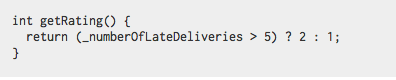 int getRating() {
  return (_numberOfLateDeliveries > 5) ? 2 : 1;
}